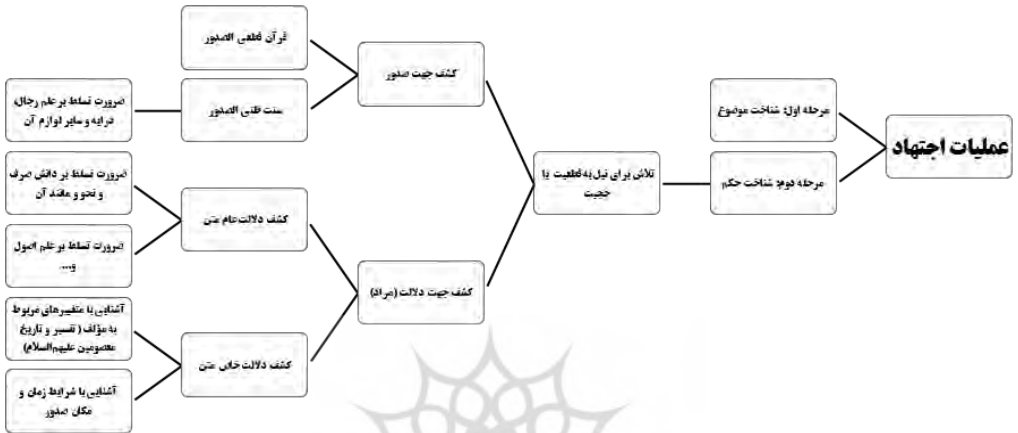 عملیات اجتهاد
مرحله اول: شناخت موضوع
مرحله دوم: شناخت حکم
تلاش برای نیل به قطعیت یا
حجیت
کشف جهت صدور
قرآن قطعی الصدور
سنت ظنی الصدور
ضرورت تسلط بر علم رجال،
درایه و سایر لوازم آن
کشف جهت دلالت (مراد)
کشف دلالت عام متن
ضرورت تسلط بر دانش صرف
و نحو و مانند آن
ضرورت تسلط بر علم اصول
و....
کشف دلالت خاص متن
آشنایی با متغیرهای مربوط
به مؤلف ( تفسیر و تاریخ
معصومین علیهم‌السلام)
آشنایی با شرایط زمان و
مکان صدور